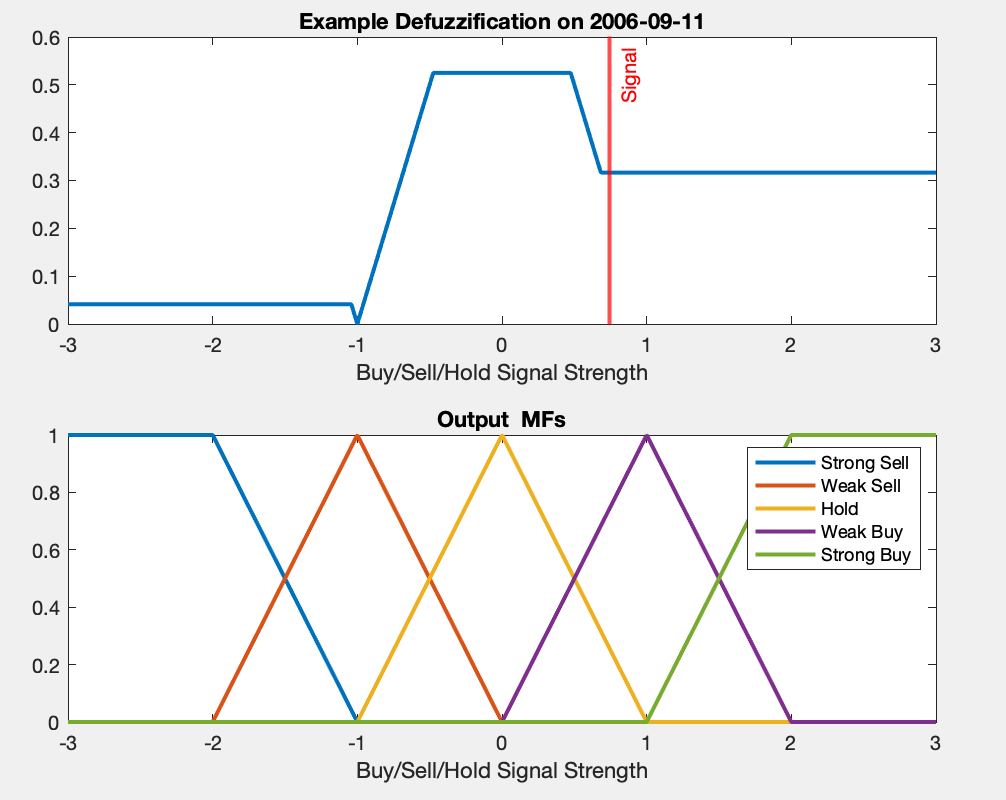 Example Defuzzification on 2006-09-11
0.6
0.5
0.4
0.3
0.2
0.1
0
Signal
-3 -2 -1 0 1 2 3
Buy/Sell/Hold Signal Strength
Output MFs
1
0.8
0.6
0.4
0.2
0
Strong Sell
Weak Sell
Hold
Weak Buy
Strong Buy
-3 -2 -1 0 1 2 3
Buy/Sell/Hold Signal Strength